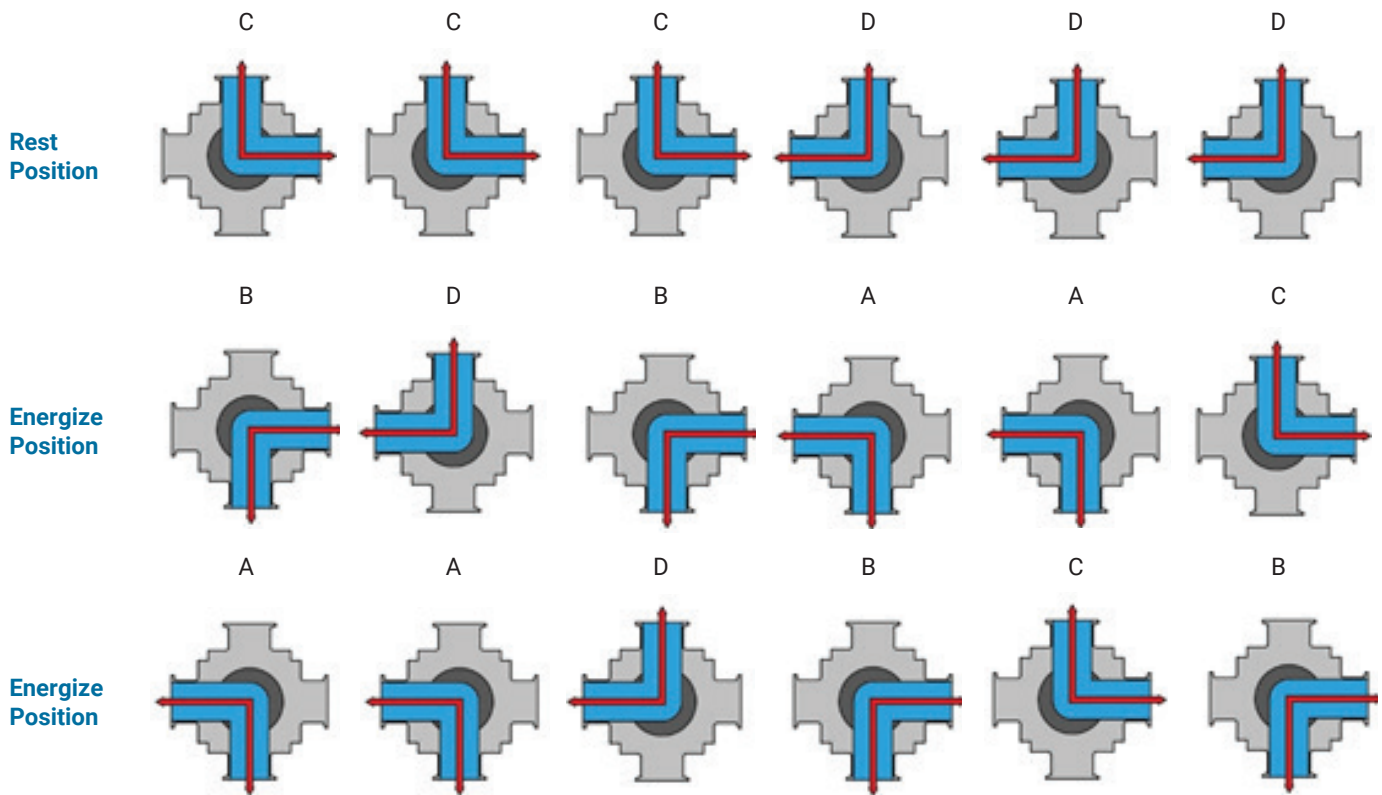 C C C D D D
Rest
Position
B D B A A C
Energize
Position
A A D B C B
Energize
Position